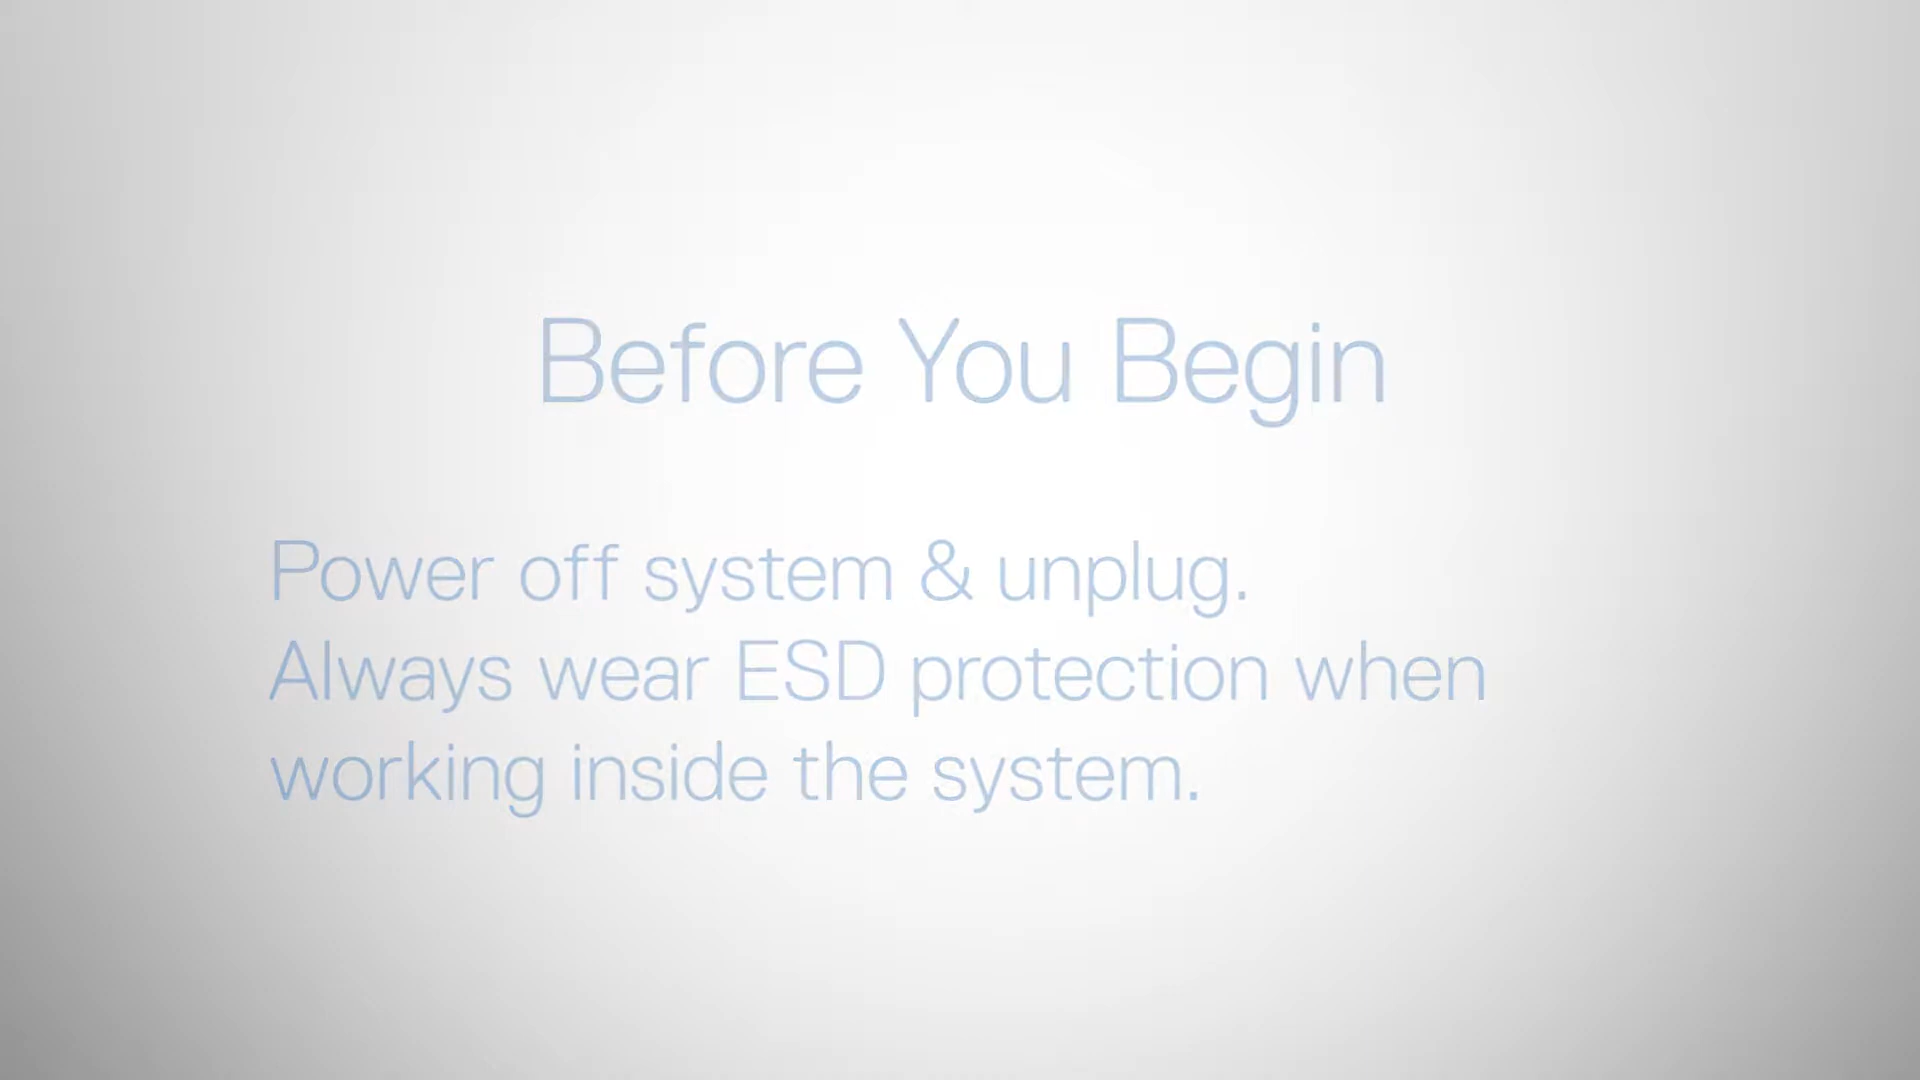 Before You Begin
Power off system & unplug.
Always wear ESD protection when
working inside the system.